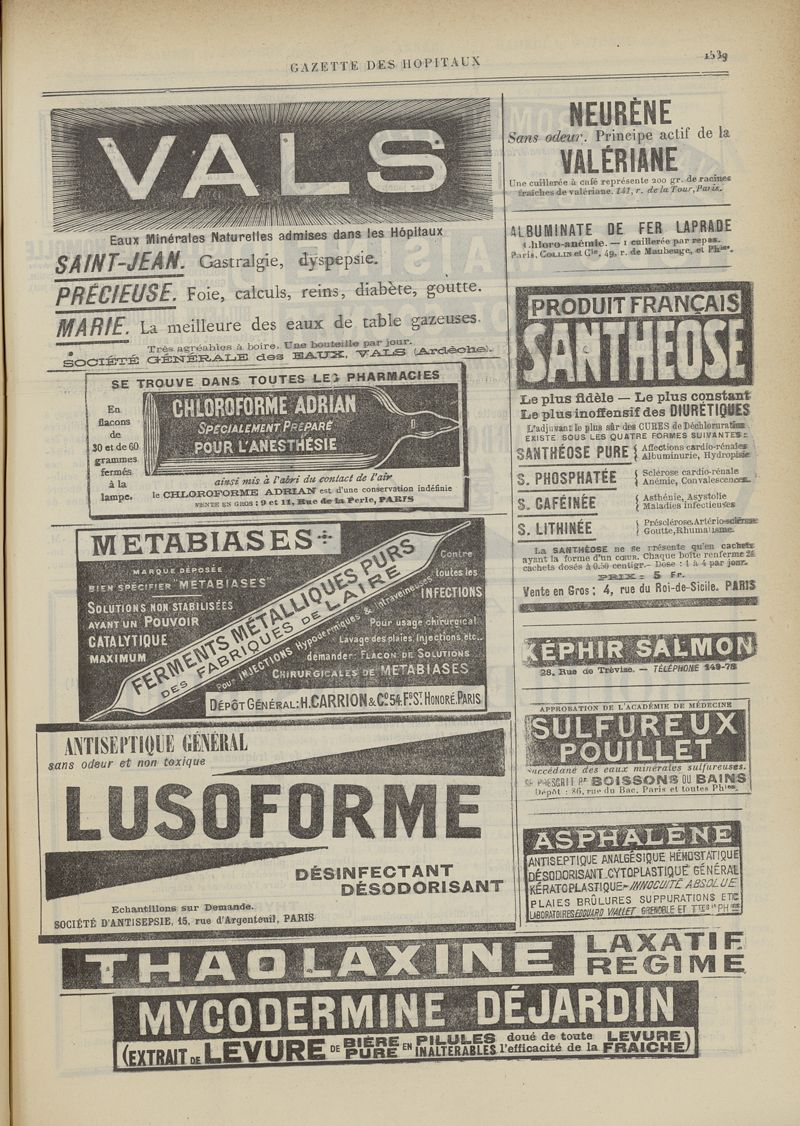 GAZETTE DES HOPITAUX
1539
VALS
Eaux Minérales Naturelles admises dans les Hôpitaux
SAINT-JEAN. Gastralgie, dyspepsie.
PRÉCIEUSE. Foie, calculs, reins, diabète, goutte.
MARIE. La meilleure des eaux de table gazeuses.
Très agréables à boire. Une bouteille par jour.
SOCIÉTÉ GÉNÉRALE des EAUX, VALS (Ardèche).
SE TROUVE DANS TOUTES LES PHARMACIES
En
flacons
de
30 et de 60
grammes
fermés
à la
lampe.
CHLOROFORME ADRIAN
SPÉCIALEMENT PRÉPARÉ
POUR L'ANESTHÉSIE
ainsi mis à l'abri du contact de l'air
le CHLOROFORME ADRIAN est d'une conservation indéfinie
VENTE EN GROS : 9 et 11, Rue de la Perle, PARIS
METABIASES
MARQUE DÉPOSÉE
BIEN SPÉCIFIER METABIASES
SOLUTIONS NON STABILISÉES
AYANT UN POUVOIR
CATALYTIQUE
MAXIMUM
FERMENTS MÉTALLIQUES PURS
DES FABRIQUES DE LAIRE
Pour INJECTIONS Hypodermiques & Intraveineuses
Contre
toutes les
INFECTIONS
Pour usage chirurgical
Lavage des plaies, Injections, etc..
demander: FLACON DE SOLUTIONS
CHIRURGICALES DE METABIASES
DÉPÔT GÉNÉRAL: H. CARRION & Co. 54. Fg ST. HONORÉ. PARIS
ANTISEPTIQUE GÉNÉRAL
sans odeur et non toxique
LUSOFORME
DÉSINFECTANT
DÉSODORISANT
Echantillons sur Demande.
SOCIÉTÉ D'ANTISEPSIE, 15, rue d'Argenteuil, PARIS
NEURÈNE
Sans odeur. Principe actif de la
VALÉRIANE
Une cuillerée à café représente 200 gr. de racines
fraiches de valériane. 141, r. de la Tour, Paris.
ALBUMINATE DE FER LAPRADE
Chloro-anémie. — 1 cuillerée par repas.
Paris, COLLIN et Cie, 49, r. de Maubeuge, et Phies.
PRODUIT FRANÇAIS
SANTHEOSE
Le plus fidèle — Le plus constant
Le plus inoffensif des DIURÉTIQUES
L'adjuvant le plus sûr des CURES de Déchloruration
EXISTE SOUS LES QUATRE FORMES SUIVANTES :
SANTHÉOSE PURE { Affections cardio-rénales
Albuminurie, Hydropisie
S. PHOSPHATÉE { Sclérose cardio-rénale
Anémie, Convalescences.
S. CAFÉINÉE { Asthénie, Asystolie
Maladies infectieuses
S. LITHINÉE { Présclérose. Artério-sclérose
Goutte, Rhumatisme.
La SANTHÉOSE ne se présente qu'en cachets
ayant la forme d'un cœur. Chaque boîte renferme 24
cachets dosés à 0.50 centigr.— Dose : 1 à 4 par jour.
PRIX : 5 Fr.
Vente en Gros : 4, rue du Roi-de-Sicile. PARIS
KÉPHIR SALMON
28, Rue de Trévise. — TÉLÉPHONE 149-78
APPROBATION DE L'ACADÉMIE DE MÉDECINE
SULFUREUX
POUILLET
Succédané des eaux minérales sulfureuses.
SE PRESCRIT Pr BOISSONS OU BAINS
Dépôt : 86, rue du Bac, Paris et toutes Phies.
ASPHALÈNE
ANTISEPTIQUE ANALGÉSIQUE HÉMOSTATIQUE
DÉSODORISANT CYTOPLASTIQUE GÉNÉRAL
KÉRATOPLASTIQUE - INNOCUITÉ ABSOLUE
PLAIES BRÛLURES SUPPURATIONS ETC
LABORATOIRES EDOUARD VIALLET GRENOBLE ET TTES LES PHIES
THAOLAXINE LAXATIF
REGIME
MYCODERMINE DÉJARDIN
(EXTRAIT DE LEVURE DE BIÈRE PURE EN PILULES INALTÉRABLES doué de toute l'efficacité de la LEVURE FRAICHE)